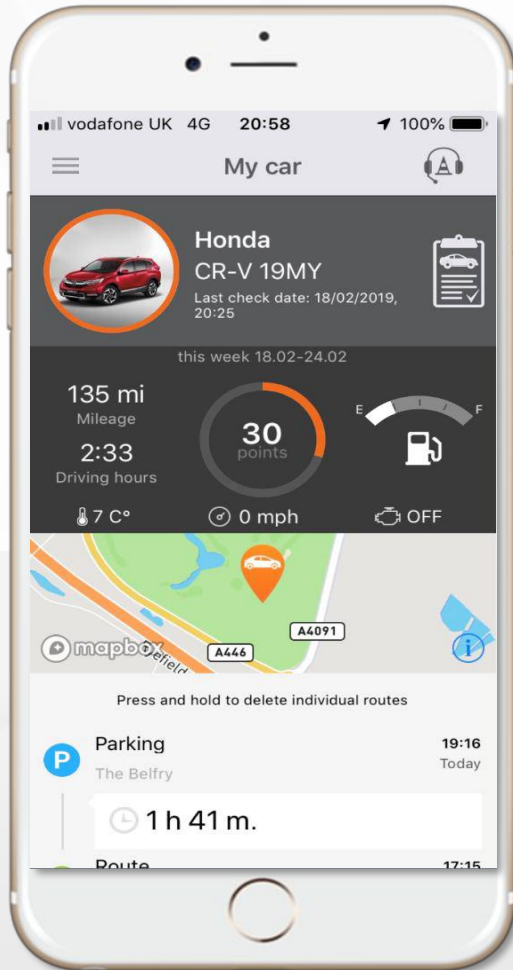 vodafone UK 4G 20:58 100%
My car
Honda
CR-V 19MY
Last check date: 18/02/2019,
20:25
this week 18.02-24.02
135 mi
Mileage
2:33
Driving hours
30
points
E F
7 C° 0 mph OFF
A4091
A446
mapbox
Press and hold to delete individual routes
Parking 19:16
The Belfry Today
P
1 h 41 m.
Route 17:15